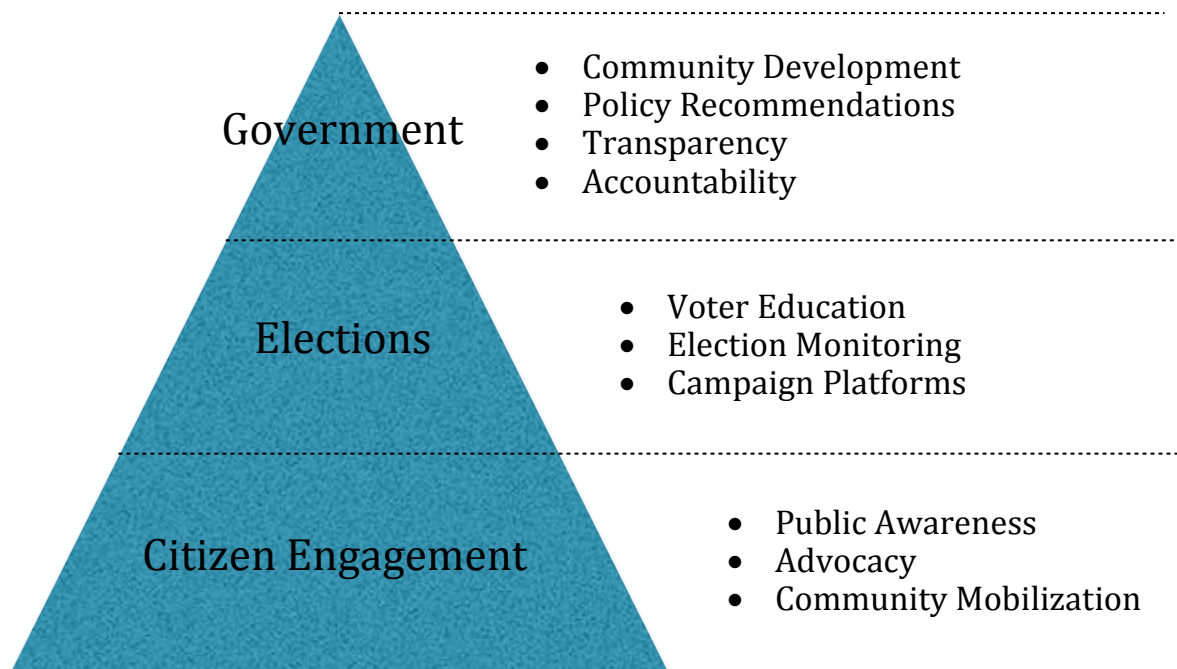 Government
• Community Development
• Policy Recommendations
• Transparency
• Accountability
Elections
• Voter Education
• Election Monitoring
• Campaign Platforms
Citizen Engagement
• Public Awareness
• Advocacy
• Community Mobilization